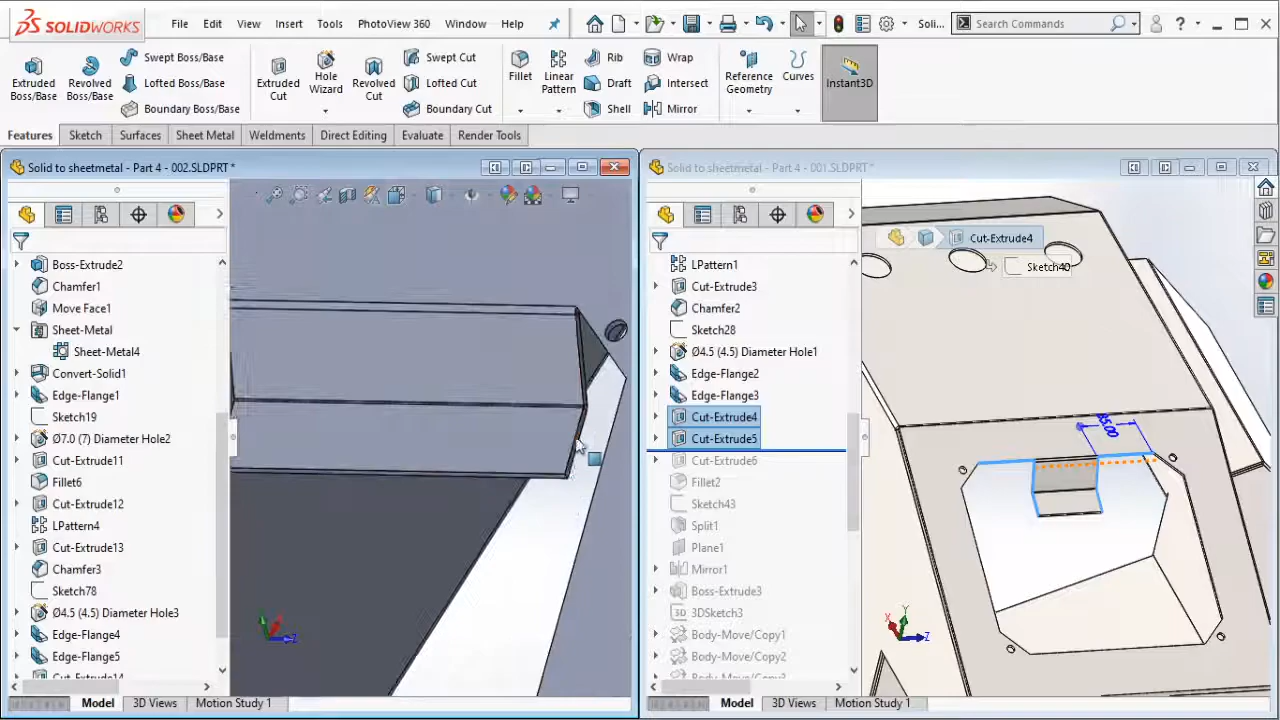 SOLIDWORKS
File Edit View Insert Tools PhotoView 360 Window Help
Soli...
Search Commands
Extruded Boss/Base
Revolved Boss/Base
Swept Boss/Base
Lofted Boss/Base
Boundary Boss/Base
Extruded Cut
Hole Wizard
Revolved Cut
Swept Cut
Lofted Cut
Boundary Cut
Fillet
Linear Pattern
Rib
Draft
Shell
Wrap
Intersect
Mirror
Reference Geometry
Curves
Instant3D
Features Sketch Surfaces Sheet Metal Weldments Direct Editing Evaluate Render Tools
Solid to sheetmetal - Part 4 - 002.SLDPRT *
Boss-Extrude2
Chamfer1
Move Face1
Sheet-Metal
Sheet-Metal4
Convert-Solid1
Edge-Flange1
Sketch19
Ø7.0 (7) Diameter Hole2
Cut-Extrude11
Fillet6
Cut-Extrude12
LPattern4
Cut-Extrude13
Chamfer3
Sketch78
Ø4.5 (4.5) Diameter Hole3
Edge-Flange4
Edge-Flange5
Cut-Extrude14
Z
Model 3D Views Motion Study 1
Solid to sheetmetal - Part 4 - 001.SLDPRT *
LPattern1
Cut-Extrude3
Chamfer2
Sketch28
Ø4.5 (4.5) Diameter Hole1
Edge-Flange2
Edge-Flange3
Cut-Extrude4
Cut-Extrude5
Cut-Extrude6
Fillet2
Sketch43
Split1
Plane1
Mirror1
Boss-Extrude3
3D 3DSketch3
Body-Move/Copy1
Body-Move/Copy2
Body-Move/Copy3
Cut-Extrude4
Sketch40
X Y Z
Model 3D Views Motion Study 1